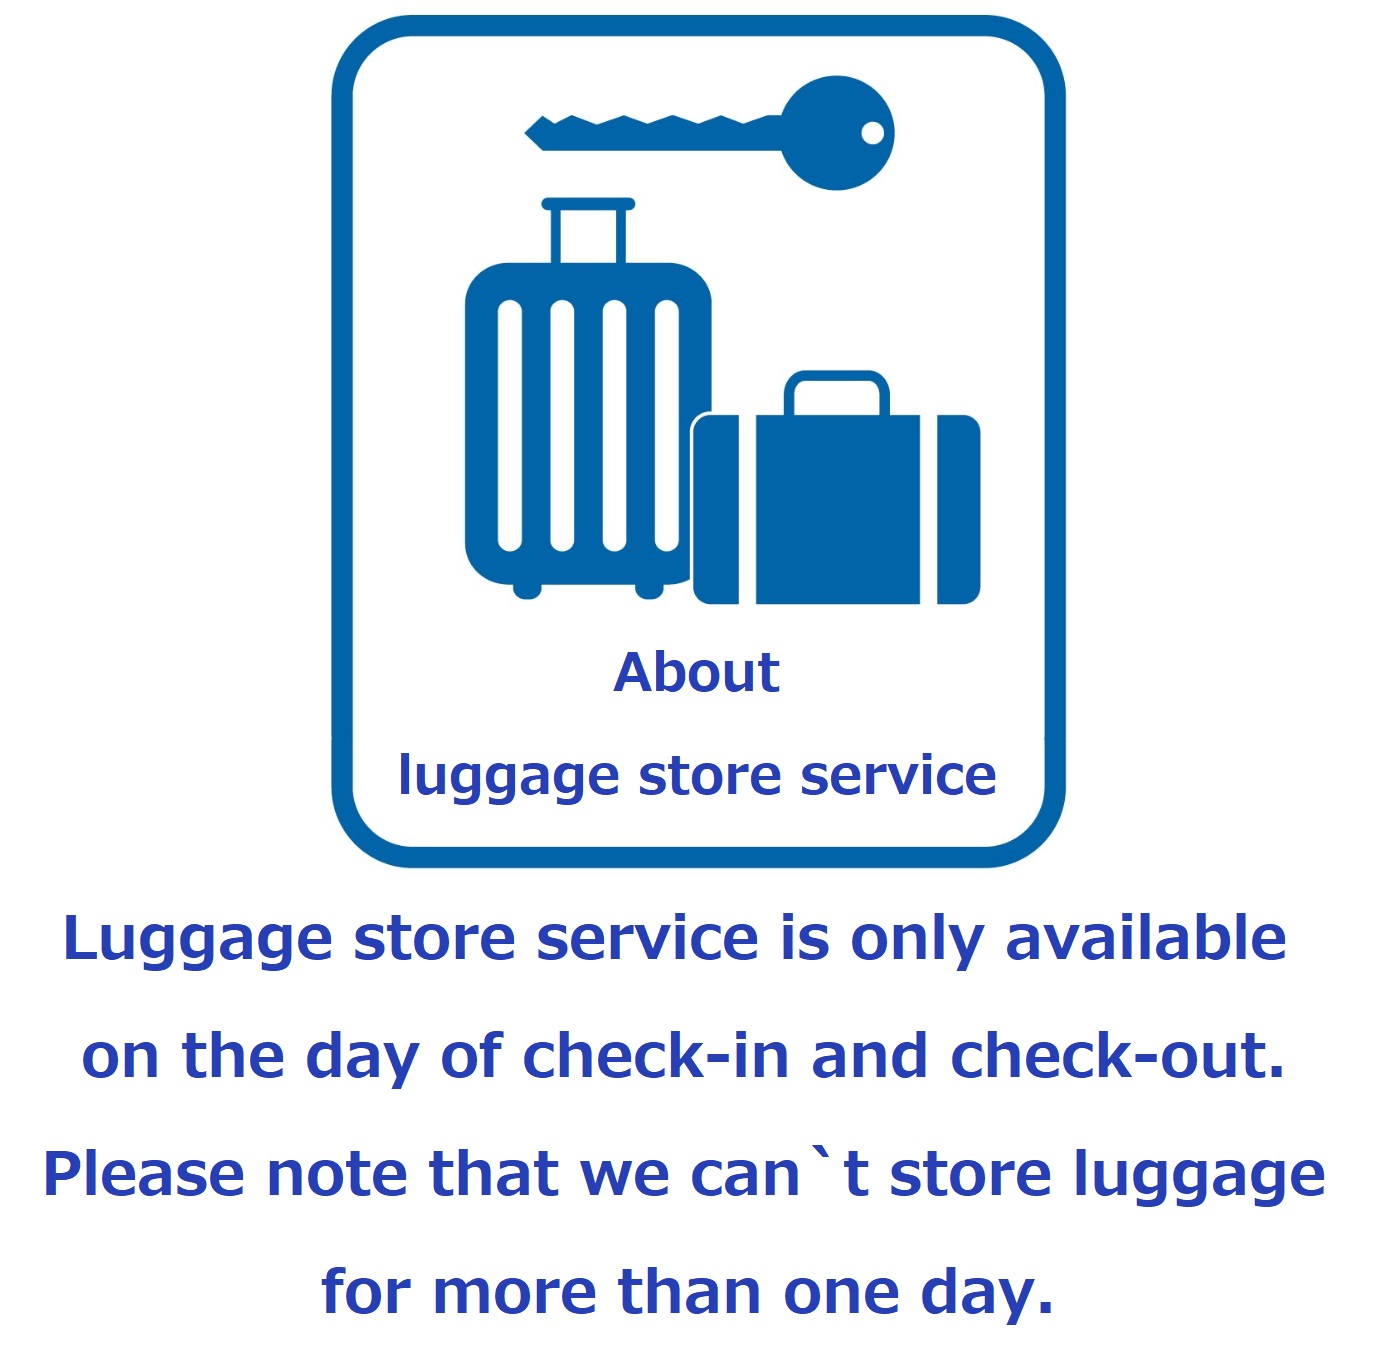 About
luggage store service
Luggage store service is only available
on the day of check-in and check-out.
Please note that we can`t store luggage
for more than one day.